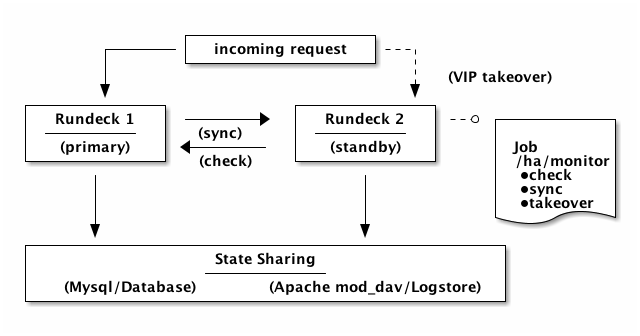 incoming request
(VIP takeover)
Rundeck 1
(primary)
(sync)
(check)
Rundeck 2
(standby)
Job
/ha/monitor
•check
•sync
•takeover
State Sharing
(Mysql/Database)
(Apache mod_dav/Logstore)